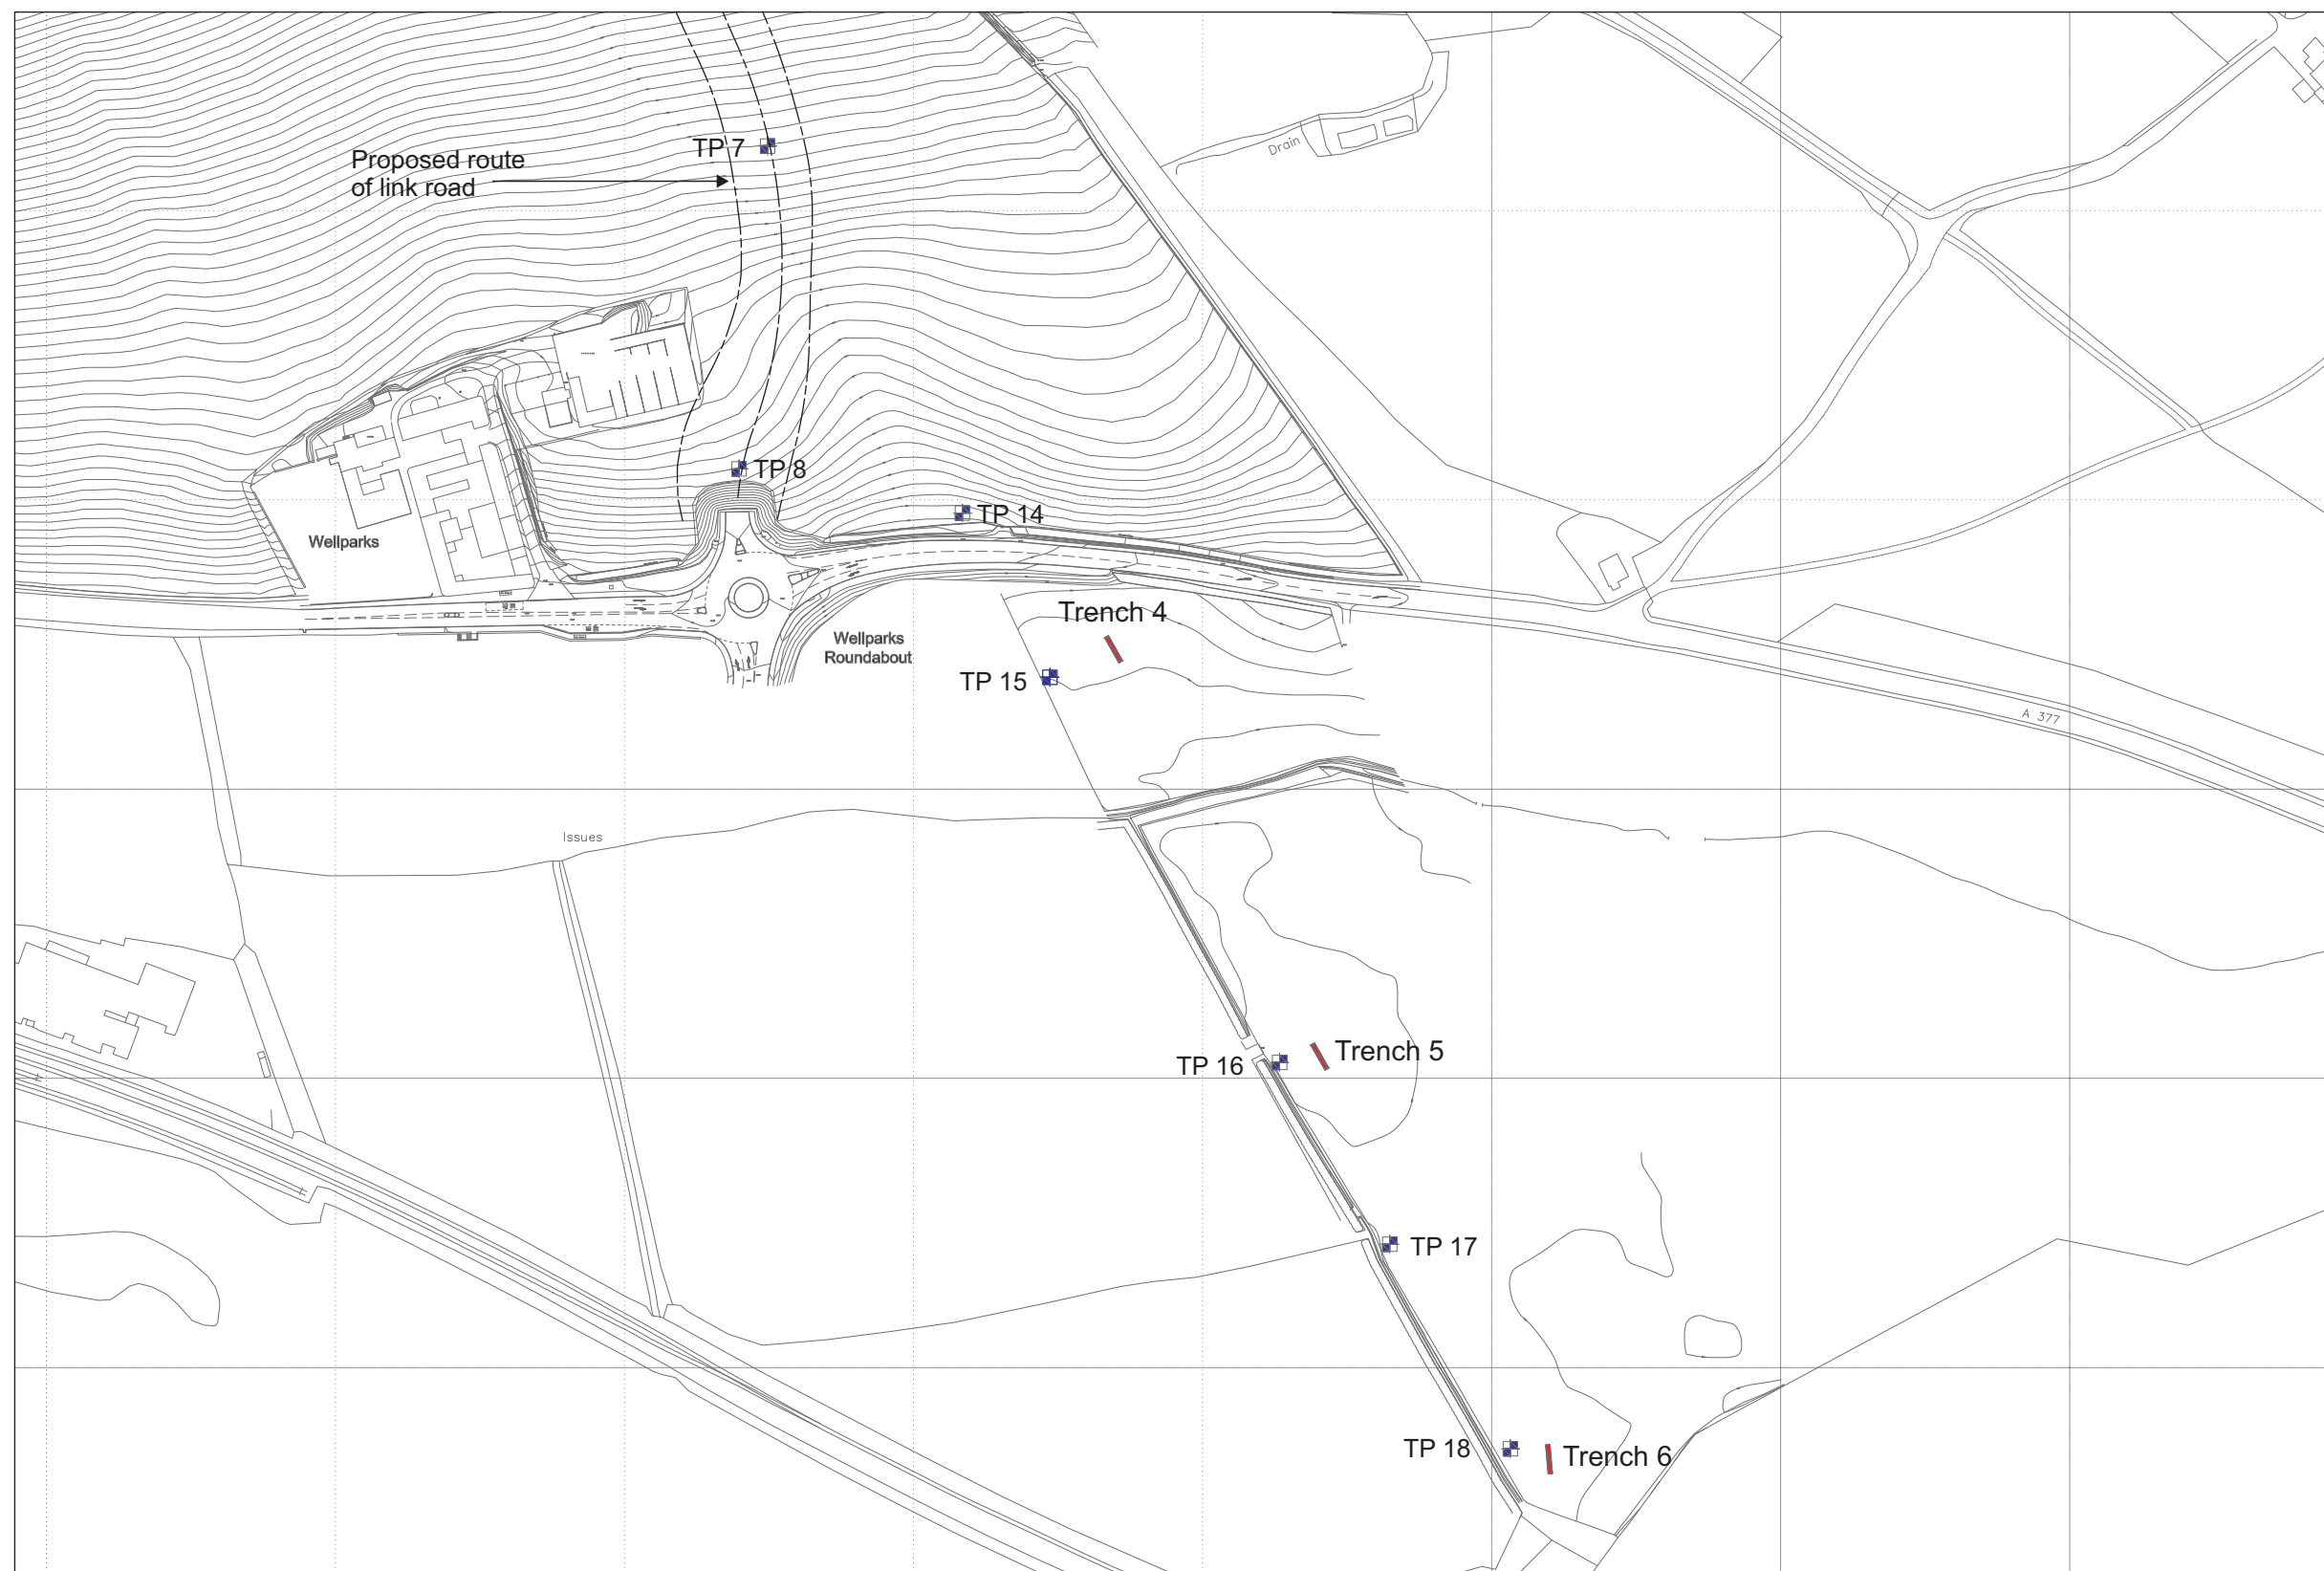 TP 7
Proposed route
of link road
Drain
TP 8
TP 14
Wellparks
Trench 4
Wellparks
Roundabout
TP 15
A 377
Issues
Trench 5
TP 16
TP 17
TP 18
Trench 6